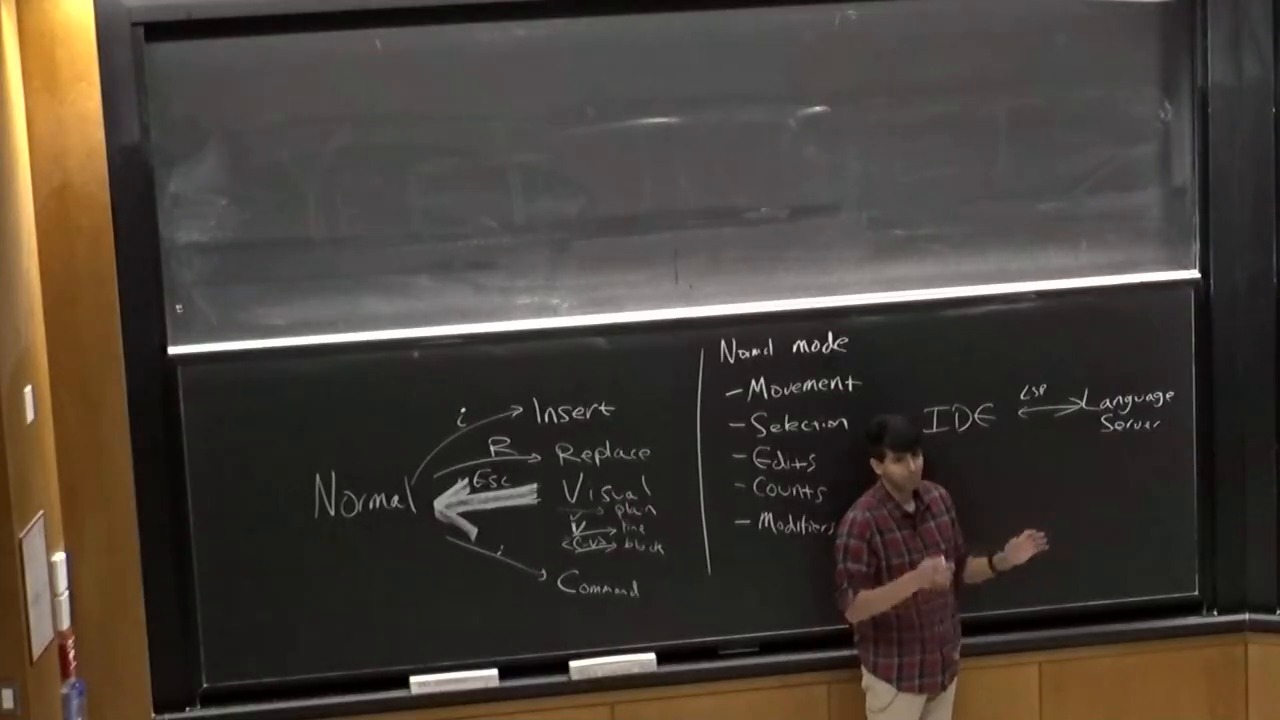 i
Insert
R
Replace
Esc
Normal
Visual
v plain
V line
<C-v> block
:
Command
Normal mode
- Movement
- Selection
- Edits
- Counts
- Modifiers
IDE
LSP
Language
Server